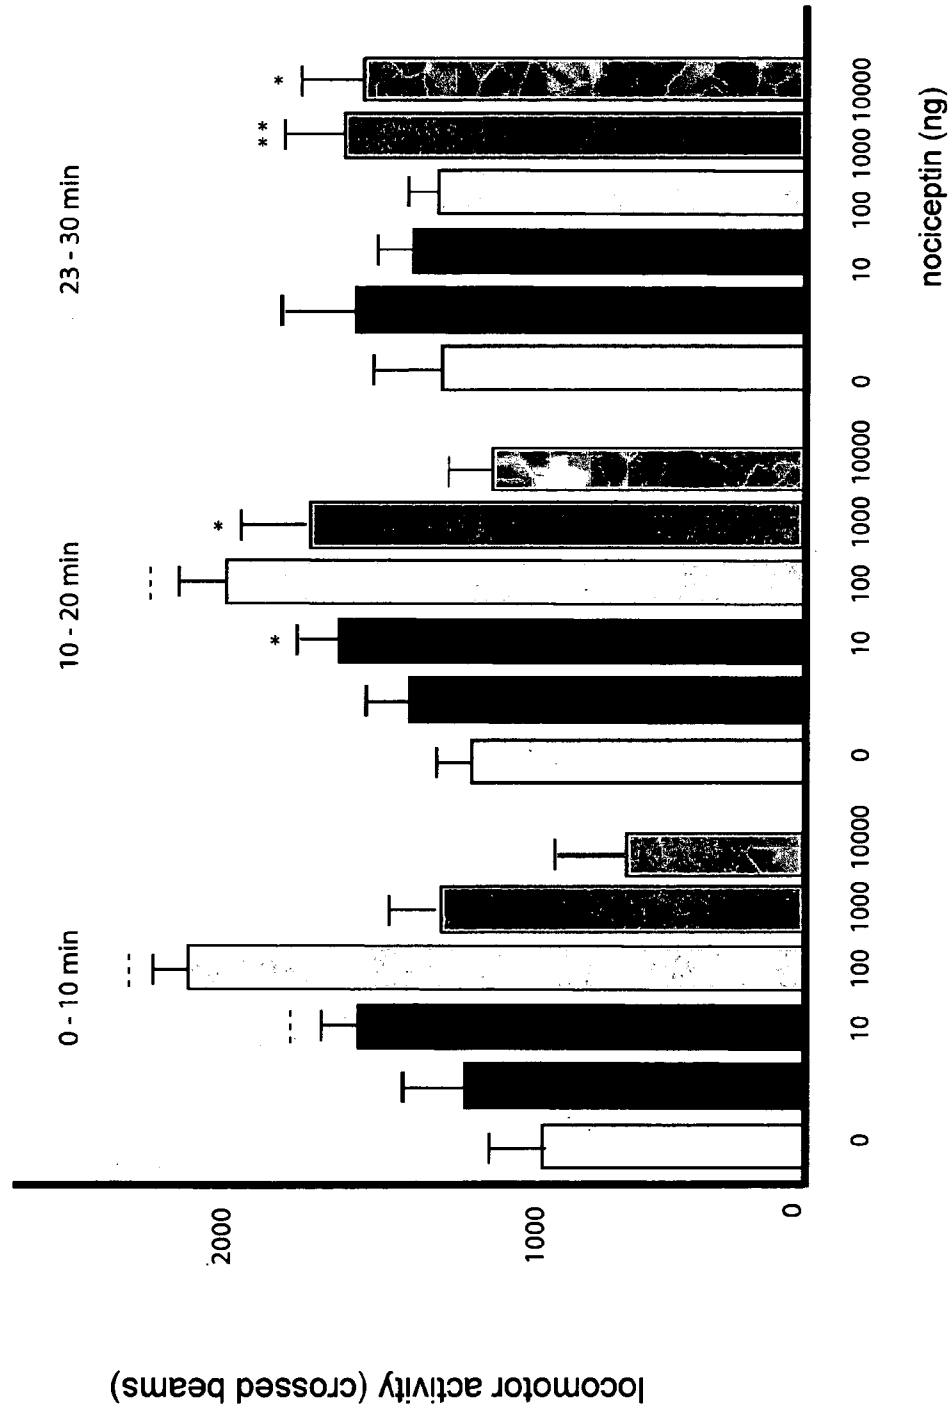 0 - 10 min
10 - 20 min
23 - 30 min
--- ---
--- * *
** *
2000
1000
0
locomotor activity (crossed beams)
0 10 100 1000 10000
0 10 100 1000 10000
0 10 100 1000 10000
nociceptin (ng)